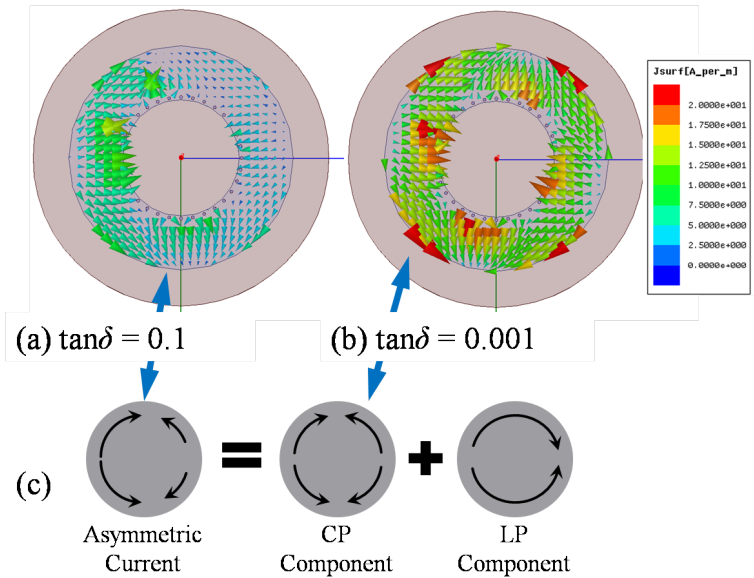 Jsurf[A_per_m]
2.0000e+001
1.7500e+001
1.5000e+001
1.2500e+001
1.0000e+001
7.5000e+000
5.0000e+000
2.5000e+000
0.0000e+000
(a) tanδ = 0.1
(b) tanδ = 0.001
(c)
Asymmetric
Current
=
CP
Component
+
LP
Component